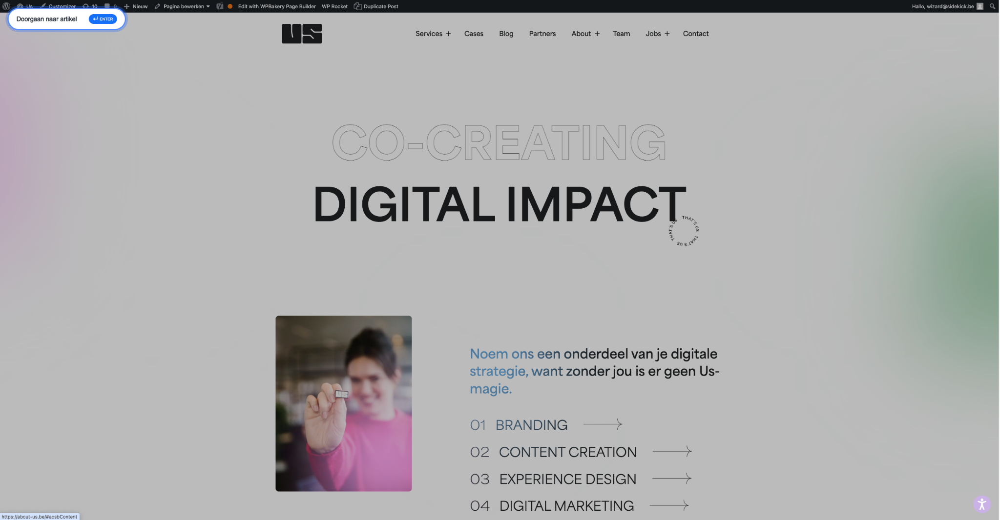 Us Customizer 10 0 Nieuw Pagina bewerken Edit with WPBakery Page Builder WP Rocket Duplicate Post Hallo, wizard@sidekick.be
Doorgaan naar artikel ENTER
US Services + Cases Blog Partners About + Team Jobs + Contact
CO-CREATING
DIGITAL IMPACT
THAT'S US THAT'S US THAT'S US
US
Noem ons een onderdeel van je digitale
strategie, want zonder jou is er geen Us-
magie.
01 BRANDING
02 CONTENT CREATION
03 EXPERIENCE DESIGN
04 DIGITAL MARKETING
https://about-us.be/#acsbContent